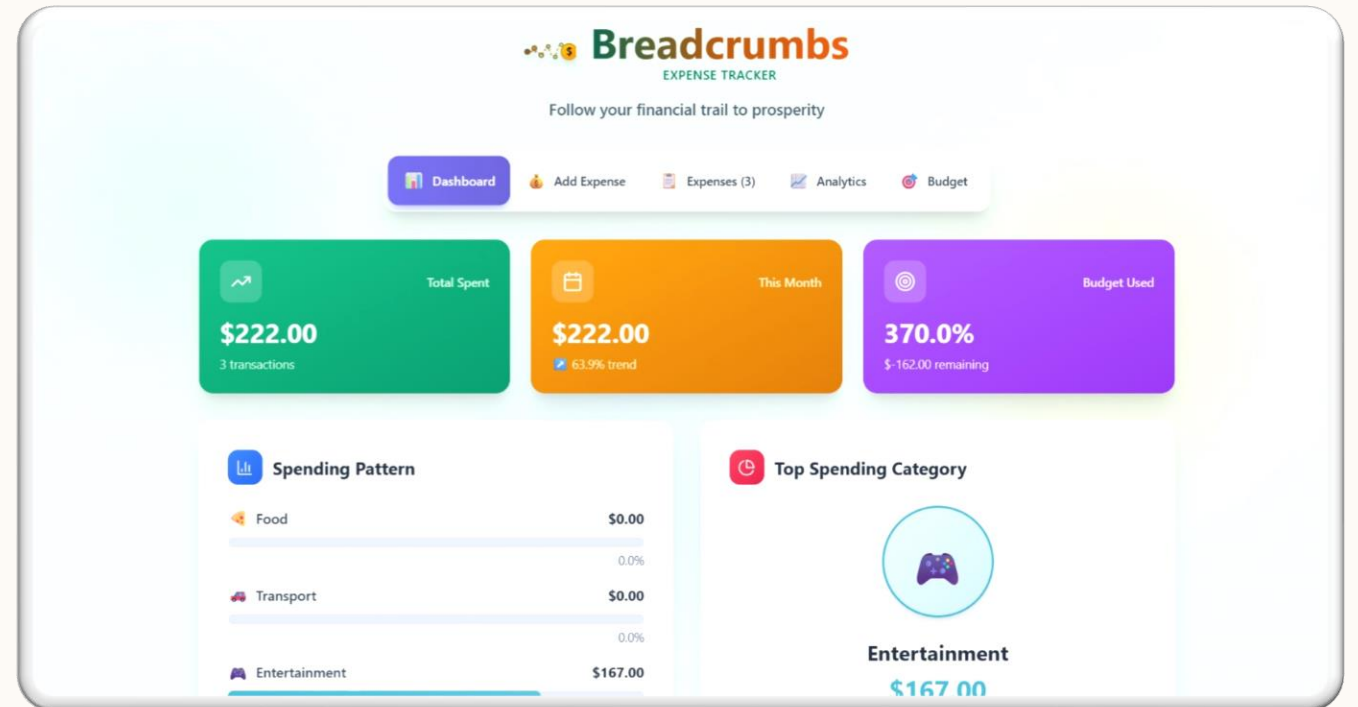 Breadcrumbs
EXPENSE TRACKER
Follow your financial trail to prosperity
Dashboard Add Expense Expenses (3) Analytics Budget
Total Spent
$222.00
3 transactions
This Month
$222.00
63.9% trend
Budget Used
370.0%
$-162.00 remaining
Spending Pattern
Food $0.00
0.0%
Transport $0.00
0.0%
Entertainment $167.00
Top Spending Category
Entertainment
$167.00